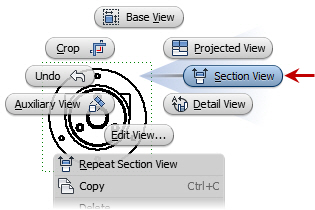 Base View
Crop
Projected View
Undo
Section View
Auxiliary View
Detail View
Edit View...
Repeat Section View
Copy Ctrl+C
Delete